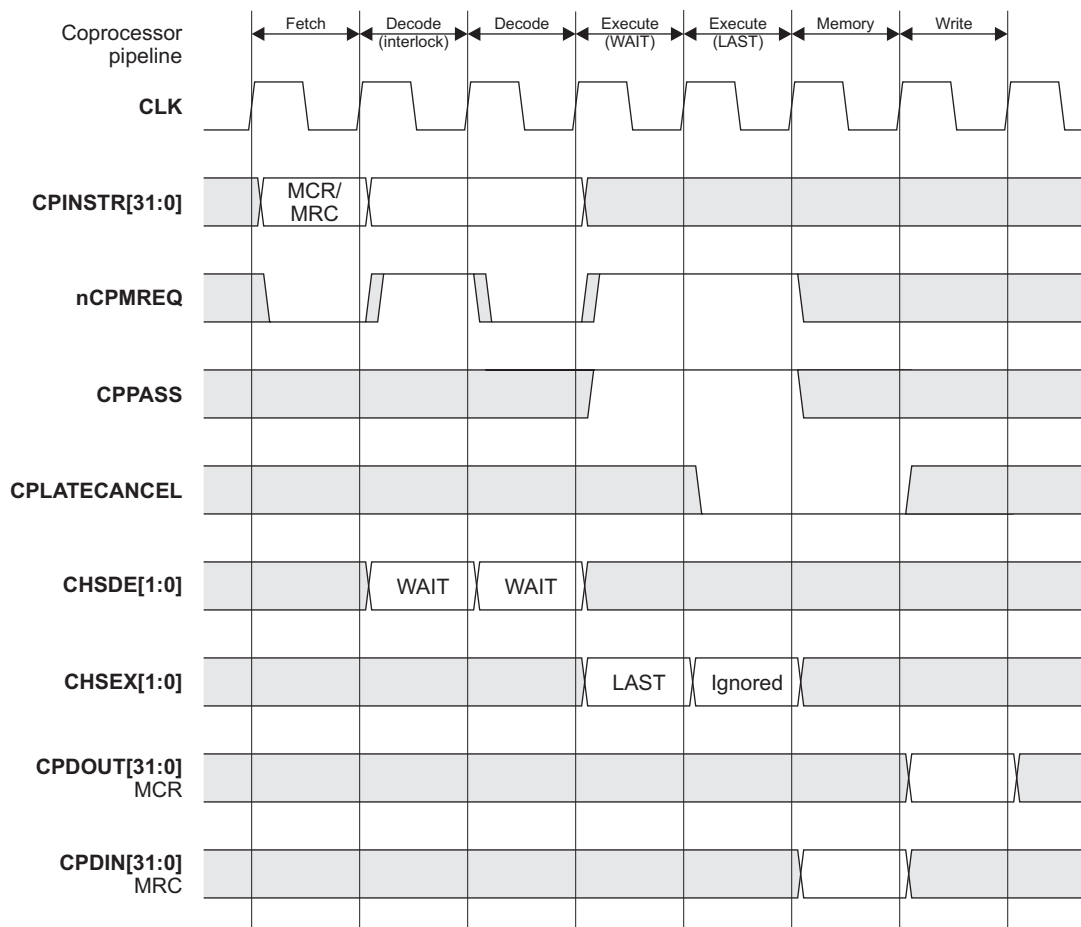 Coprocessor
pipeline
Fetch
Decode
(interlock)
Decode
Execute
(WAIT)
Execute
(LAST)
Memory
Write
CLK
CPINSTR[31:0]
MCR/
MRC
nCPMREQ
CPPASS
CPLATECANCEL
CHSDE[1:0]
WAIT
WAIT
CHSEX[1:0]
LAST
Ignored
CPDOUT[31:0]
MCR
CPDIN[31:0]
MRC